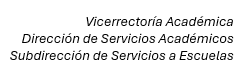 Vicerrectoría Académica
Dirección de Servicios Académicos
Subdirección de Servicios a Escuelas